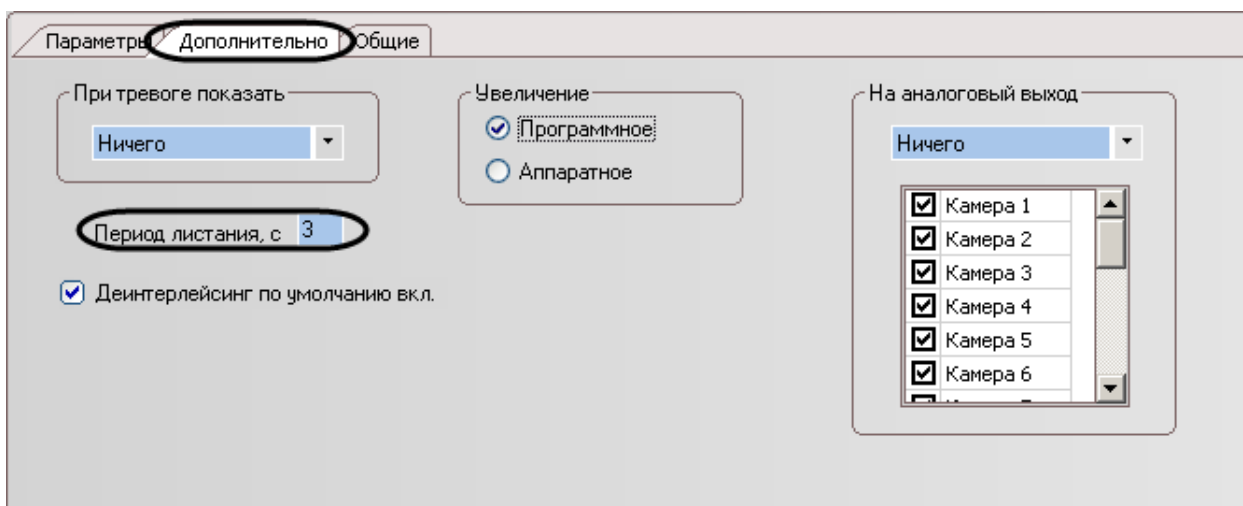 Параметры Дополнительно Общие
При тревоге показать
Ничего
Период листания, с 3
Деинтерлейсинг по умолчанию вкл.
Увеличение
Программное
Аппаратное
На аналоговый выход
Ничего
Камера 1
Камера 2
Камера 3
Камера 4
Камера 5
Камера 6